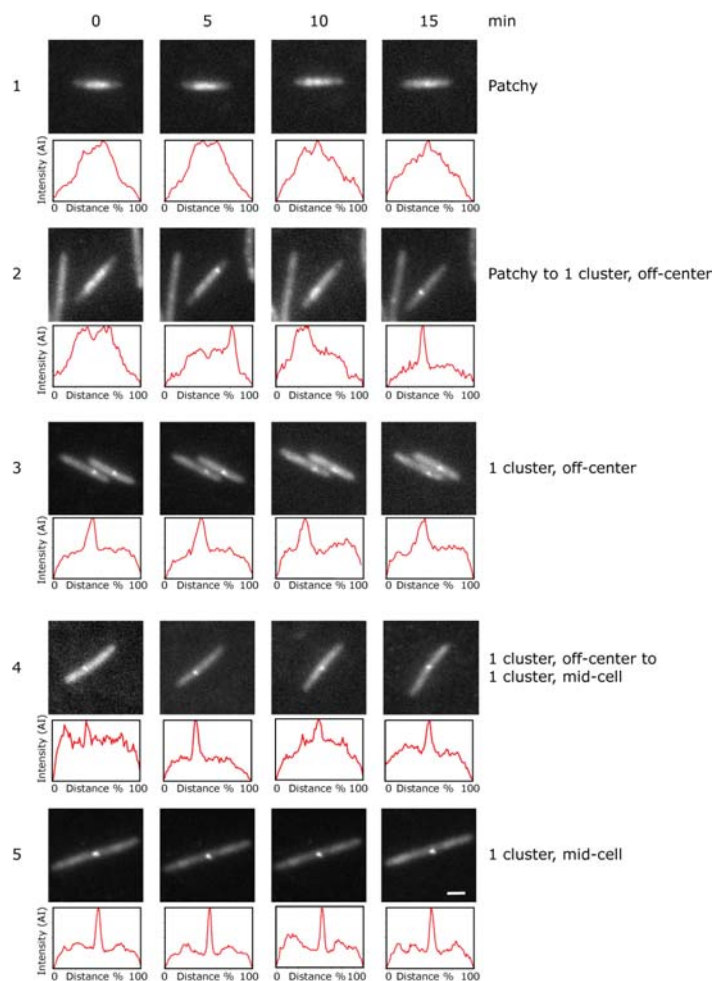 0 5 10 15 min
1 Patchy
Intensity (AI)
0 Distance % 100 0 Distance % 100 0 Distance % 100 0 Distance % 100
2 Patchy to 1 cluster, off-center
Intensity (AI)
0 Distance % 100 0 Distance % 100 0 Distance % 100 0 Distance % 100
3 1 cluster, off-center
Intensity (AI)
0 Distance % 100 0 Distance % 100 0 Distance % 100 0 Distance % 100
4 1 cluster, off-center to
1 cluster, mid-cell
Intensity (AI)
0 Distance % 100 0 Distance % 100 0 Distance % 100 0 Distance % 100
5 1 cluster, mid-cell
Intensity (AI)
0 Distance % 100 0 Distance % 100 0 Distance % 100 0 Distance % 100